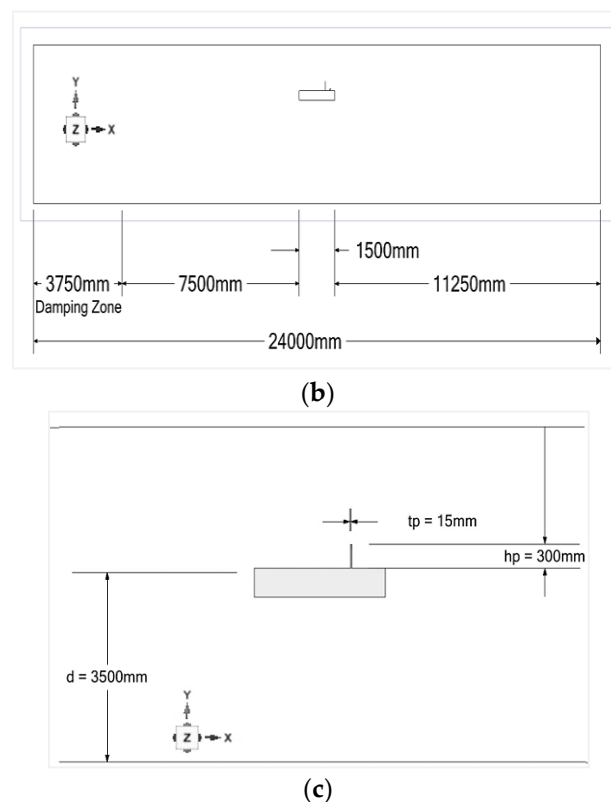 Y
Z X
1500mm
3750mm 7500mm 11250mm
Damping Zone
24000mm
(b)
tp = 15mm
hp = 300mm
d = 3500mm
Y
Z X
(c)